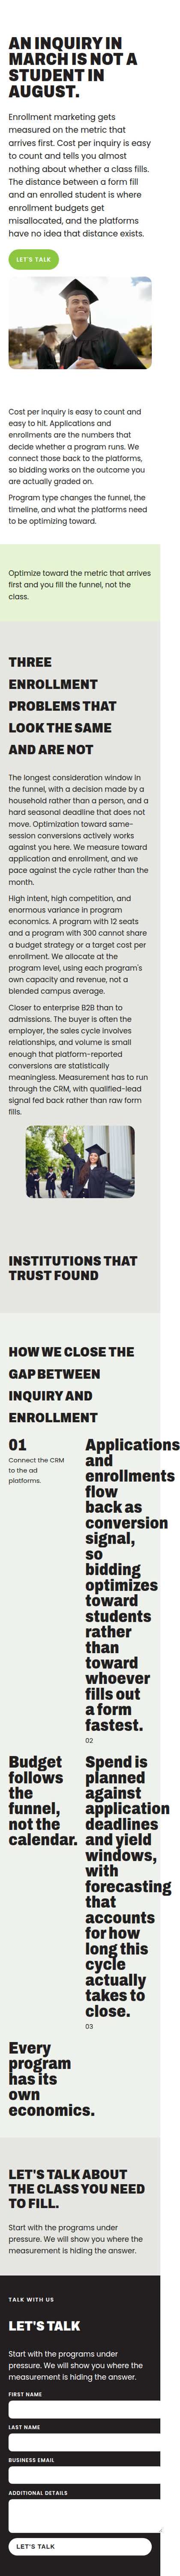 AN INQUIRY IN
MARCH IS NOT A
STUDENT IN
AUGUST.
Enrollment marketing gets
measured on the metric that
arrives first. Cost per inquiry is easy
to count and tells you almost
nothing about whether a class fills.
The distance between a form fill
and an enrolled student is where
enrollment budgets get
misallocated, and the platforms
have no idea that distance exists.
LET'S TALK
Cost per inquiry is easy to count and
easy to hit. Applications and
enrollments are the numbers that
decide whether a program runs. We
connect those back to the platforms,
so bidding works on the outcome you
are actually graded on.
Program type changes the funnel, the
timeline, and what the platforms need
to be optimizing toward.
Optimize toward the metric that arrives
first and you fill the funnel, not the
class.
THREE
ENROLLMENT
PROBLEMS THAT
LOOK THE SAME
AND ARE NOT
The longest consideration window in
the funnel, with a decision made by a
household rather than a person, and a
hard seasonal deadline that does not
move. Optimization toward same-
session conversions actively works
against you here. We measure toward
application and enrollment, and we
pace against the cycle rather than the
month.
High intent, high competition, and
enormous variance in program
economics. A program with 12 seats
and a program with 300 cannot share
a budget strategy or a target cost per
enrollment. We allocate at the
program level, using each program's
own capacity and revenue, not a
blended campus average.
Closer to enterprise B2B than to
admissions. The buyer is often the
employer, the sales cycle involves
relationships, and volume is small
enough that platform-reported
conversions are statistically
meaningless. Measurement has to run
through the CRM, with qualified-lead
signal fed back rather than raw form
fills.
INSTITUTIONS THAT
TRUST FOUND
HOW WE CLOSE THE
GAP BETWEEN
INQUIRY AND
ENROLLMENT
01
Connect the CRM
to the ad
platforms.
Applications
and
enrollments
flow
back as
conversion
signal,
so
bidding
optimizes
toward
students
rather
than
toward
whoever
fills out
a form
fastest.
02
Budget
follows
the
funnel,
not the
calendar.
Spend is
planned
against
application
deadlines
and yield
windows,
with
forecasting
that
accounts
for how
long this
cycle
actually
takes to
close.
03
Every
program
has its
own
economics.
LET'S TALK ABOUT
THE CLASS YOU NEED
TO FILL.
Start with the programs under
pressure. We will show you where the
measurement is hiding the answer.
TALK WITH US
LET'S TALK
Start with the programs under
pressure. We will show you where the
measurement is hiding the answer.
FIRST NAME
LAST NAME
BUSINESS EMAIL
ADDITIONAL DETAILS
LET'S TALK